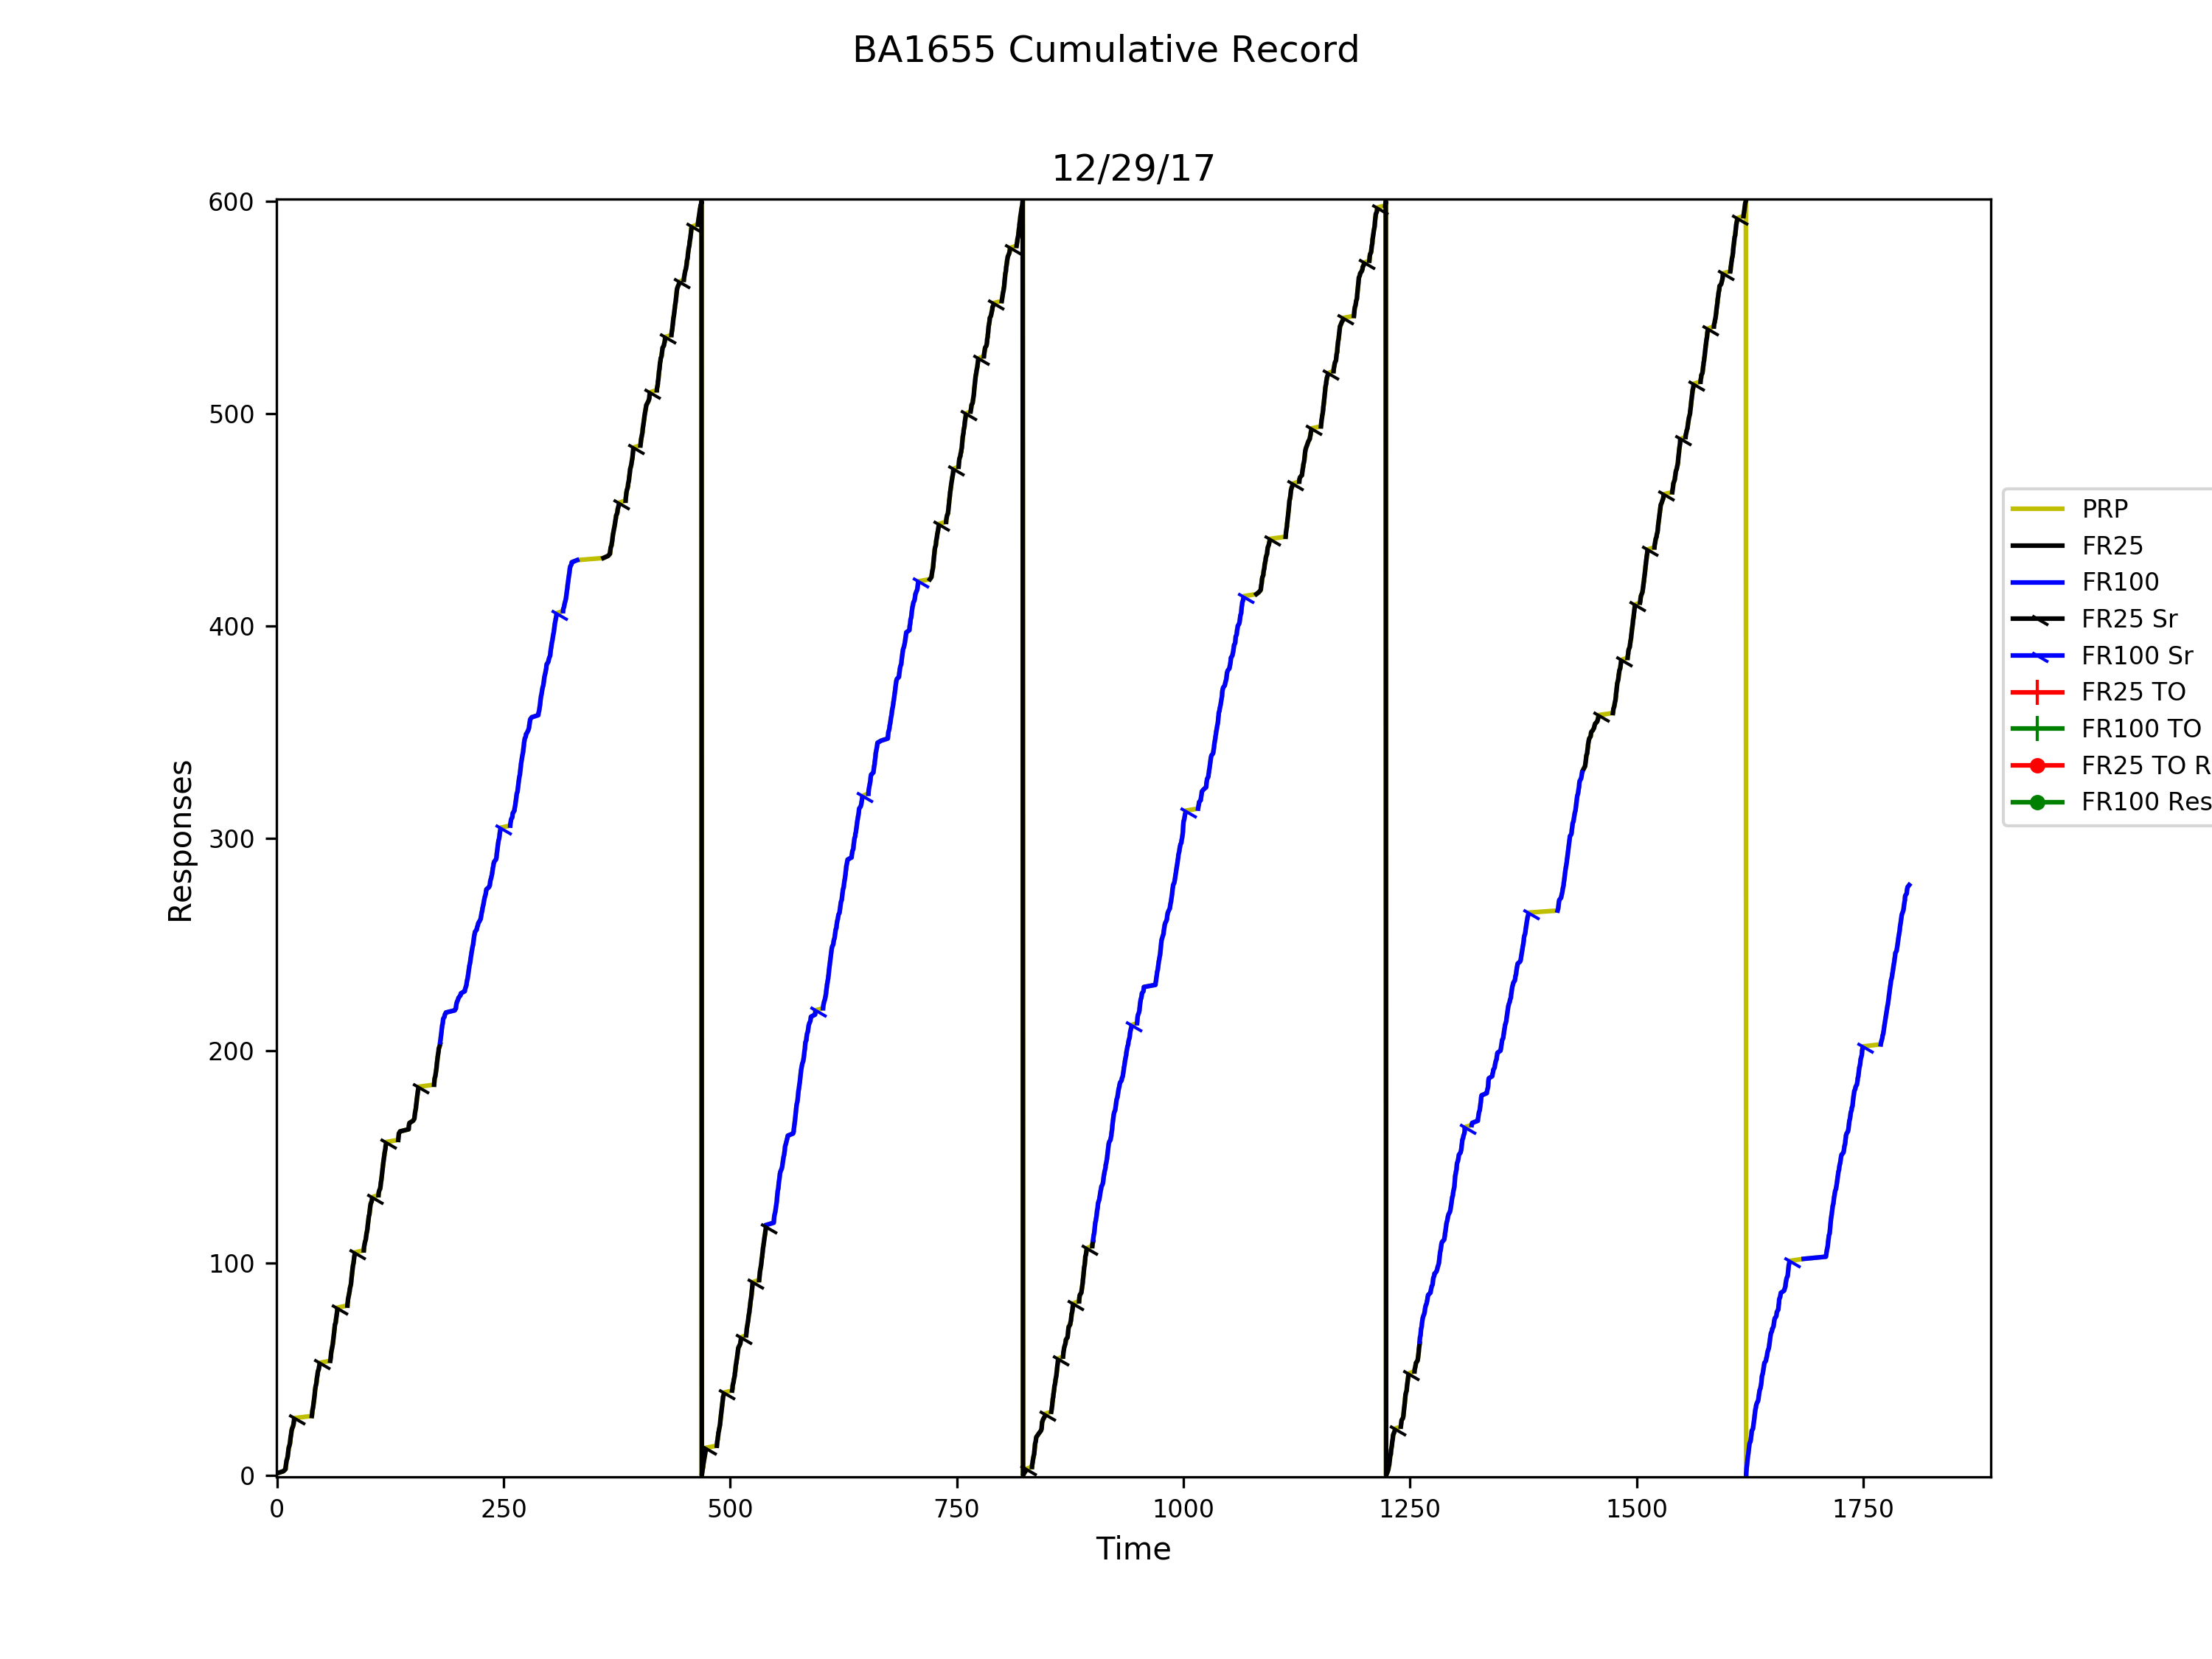 BA1655 Cumulative Record
12/29/17
600
500
400
300
200
100
0
Responses
0 250 500 750 1000 1250 1500 1750
Time
PRP
FR25
FR100
FR25 Sr
FR100 Sr
FR25 TO
FR100 TO
FR25 TO R
FR100 Res